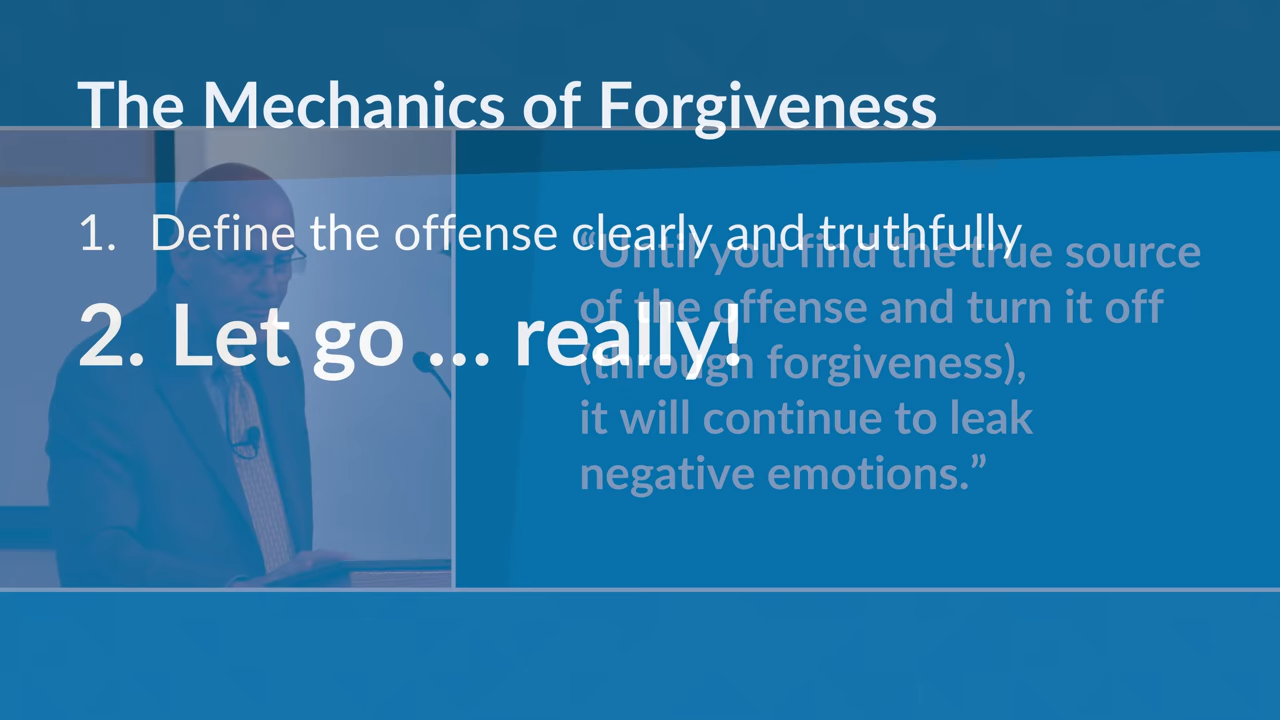 The Mechanics of Forgiveness
1. Define the offense clearly and truthfully
2. Let go ... really!
“Until you find the true source
of the offense and turn it off
(through forgiveness),
it will continue to leak
negative emotions.”